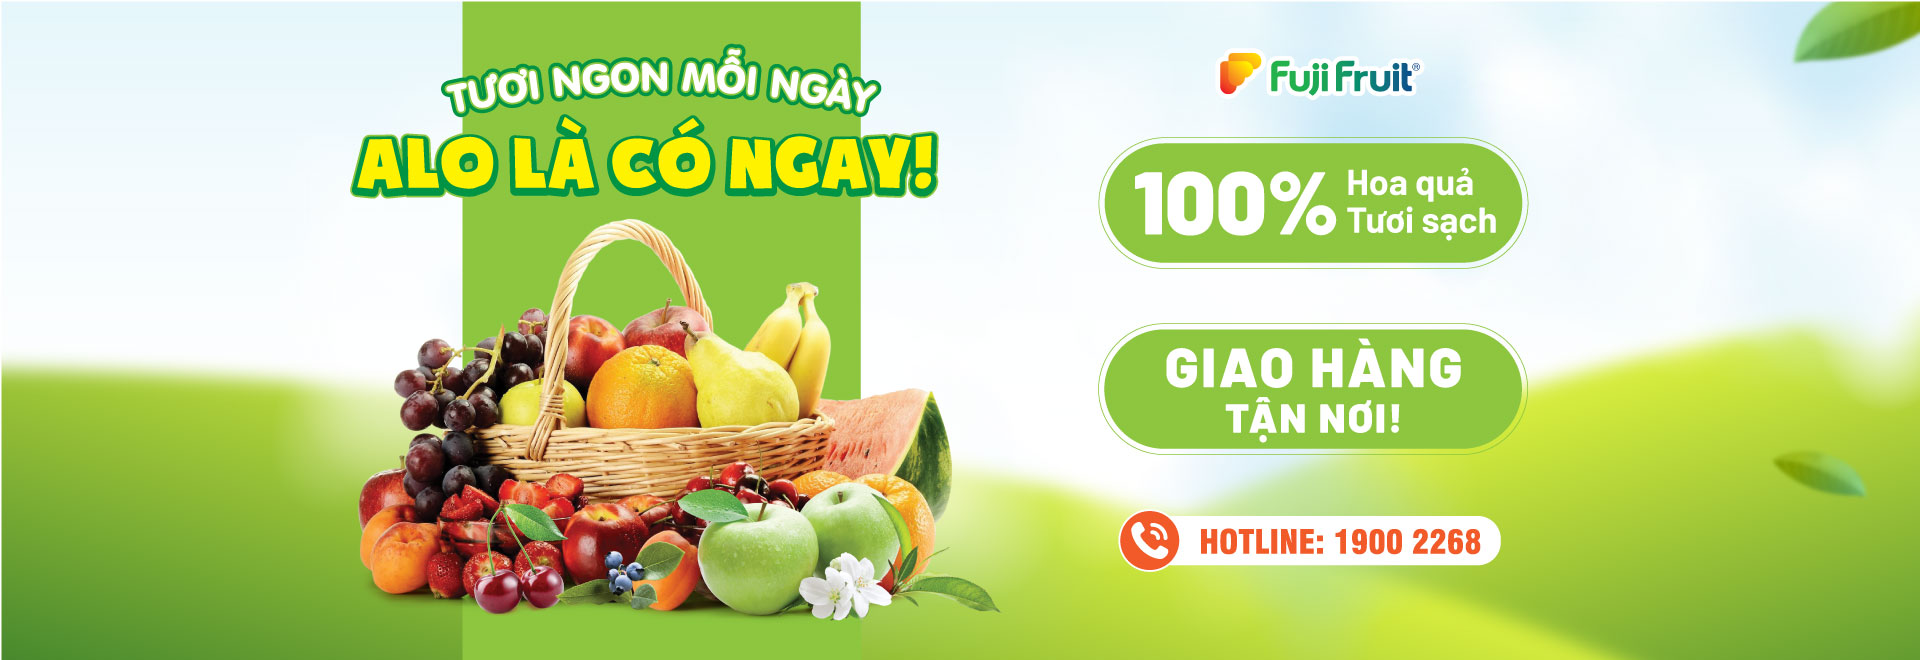 TƯƠI NGON MỖI NGÀY
ALO LÀ CÓ NGAY!
Fuji Fruit®
100% Hoa quả
Tươi sạch
GIAO HÀNG
TẬN NƠI!
HOTLINE: 1900 2268